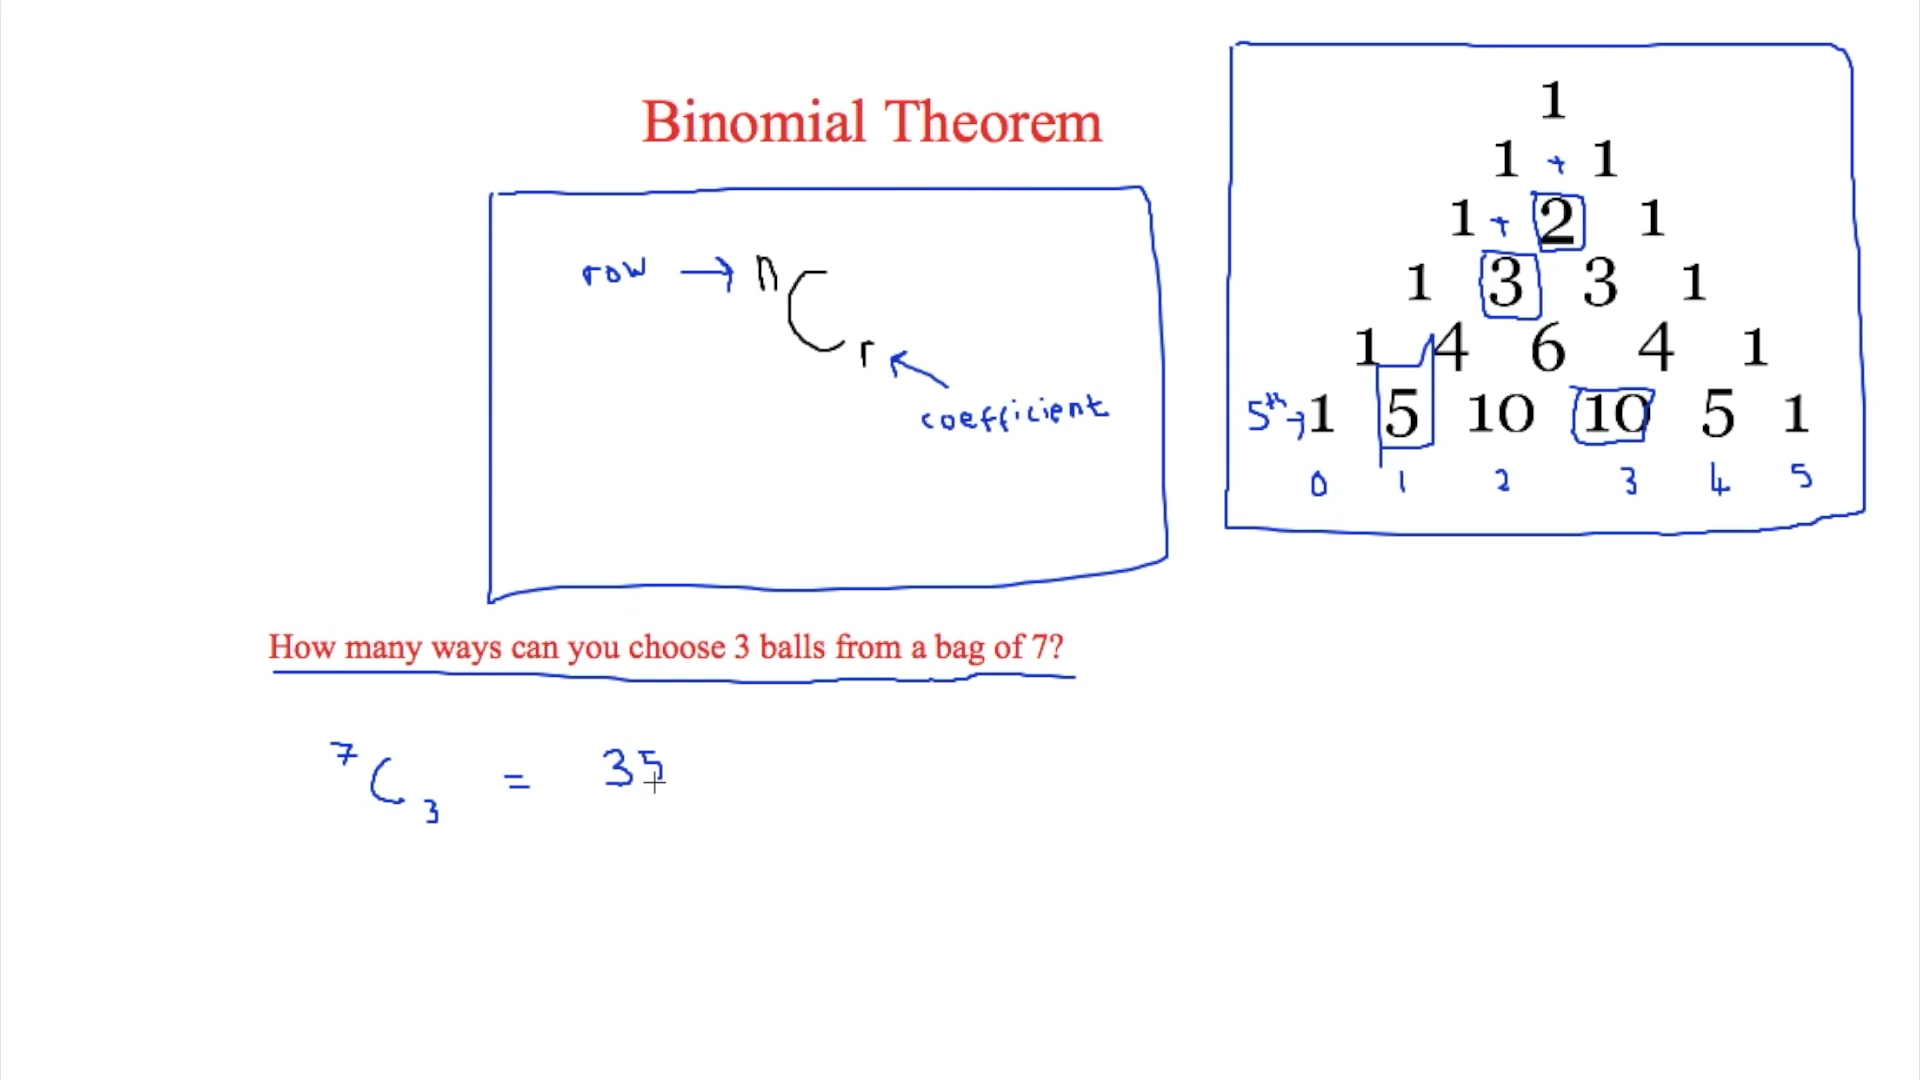 Binomial Theorem
row → nCr
coefficient
1
1 + 1
1 + 2 1
1 3 3 1
1 4 6 4 1
5th → 1 5 10 10 5 1
0 1 2 3 4 5
How many ways can you choose 3 balls from a bag of 7?
7C3 = 35